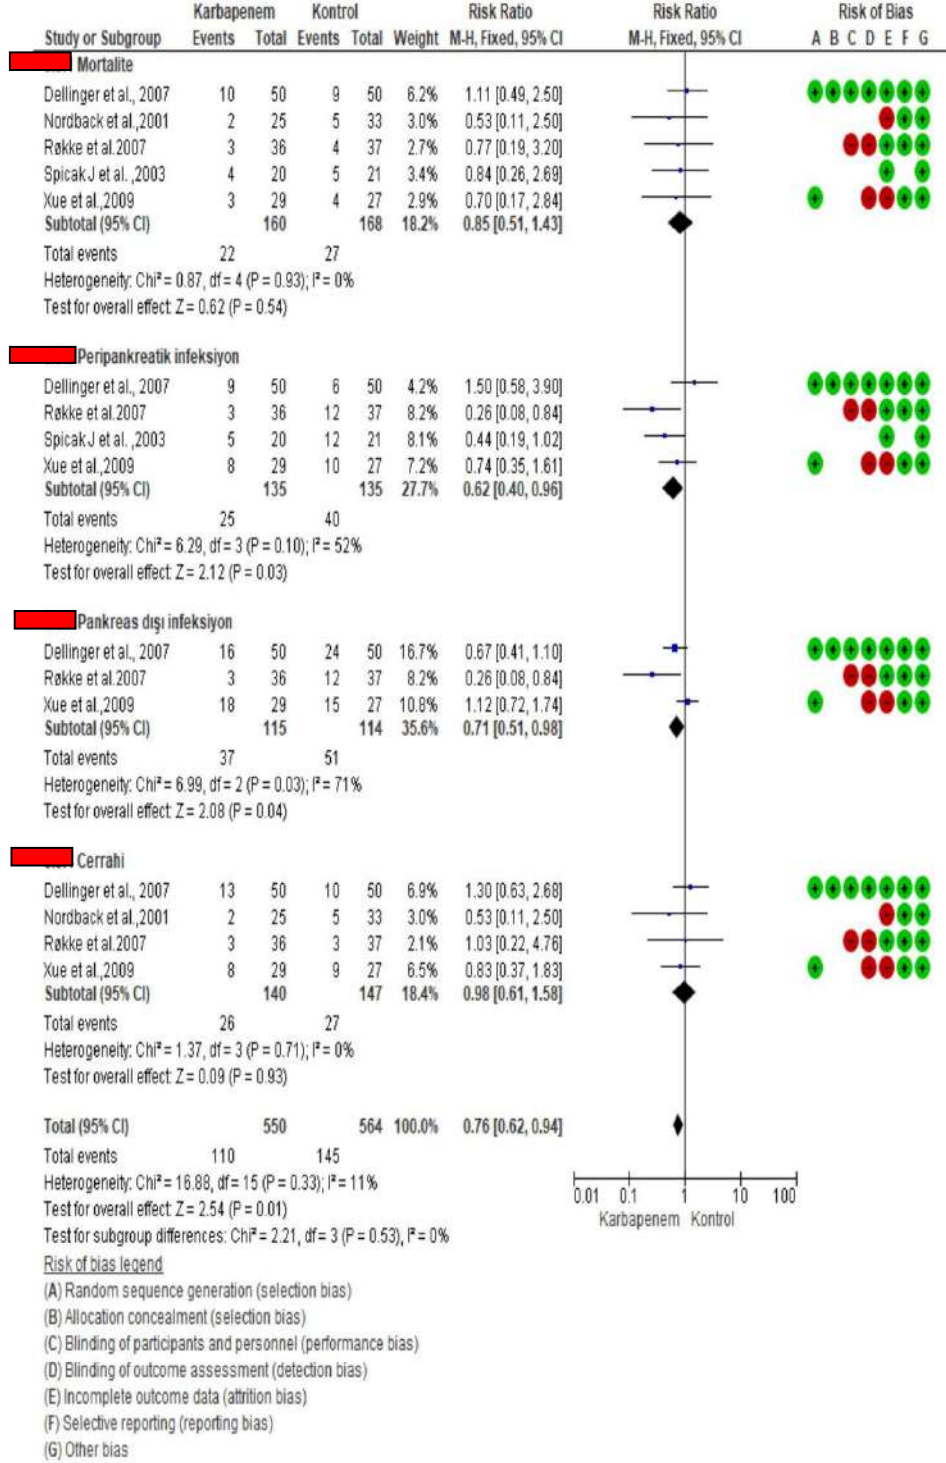 Karbapenem Kontrol Risk Ratio Risk Ratio Risk of Bias
Study or Subgroup Events Total Events Total Weight M-H, Fixed, 95% CI M-H, Fixed, 95% CI A B C D E F G
Mortalite
Dellinger et al., 2007 10 50 9 50 6.2% 1.11 [0.49, 2.50]
Nordback et al.,2001 2 25 5 33 3.0% 0.53 [0.11, 2.50]
Røkke et al.2007 3 36 4 37 2.7% 0.77 [0.19, 3.20]
Spicak J et al. ,2003 4 20 5 21 3.4% 0.84 [0.26, 2.69]
Xue et al.,2009 3 29 4 27 2.9% 0.70 [0.17, 2.84]
Subtotal (95% CI) 160 168 18.2% 0.85 [0.51, 1.43]
Total events 22 27
Heterogeneity: Chi² = 0.87, df = 4 (P = 0.93); I² = 0%
Test for overall effect: Z = 0.62 (P = 0.54)
Peripankreatik infeksiyon
Dellinger et al., 2007 9 50 6 50 4.2% 1.50 [0.58, 3.90]
Røkke et al.2007 3 36 12 37 8.2% 0.26 [0.08, 0.84]
Spicak J et al. ,2003 5 20 12 21 8.1% 0.44 [0.19, 1.02]
Xue et al.,2009 8 29 10 27 7.2% 0.74 [0.35, 1.61]
Subtotal (95% CI) 135 135 27.7% 0.62 [0.40, 0.96]
Total events 25 40
Heterogeneity: Chi² = 6.29, df = 3 (P = 0.10); I² = 52%
Test for overall effect: Z = 2.12 (P = 0.03)
Pankreas dışı infeksiyon
Dellinger et al., 2007 16 50 24 50 16.7% 0.67 [0.41, 1.10]
Røkke et al.2007 3 36 12 37 8.2% 0.26 [0.08, 0.84]
Xue et al.,2009 18 29 15 27 10.8% 1.12 [0.72, 1.74]
Subtotal (95% CI) 115 114 35.6% 0.71 [0.51, 0.98]
Total events 37 51
Heterogeneity: Chi² = 6.99, df = 2 (P = 0.03); I² = 71%
Test for overall effect: Z = 2.08 (P = 0.04)
Cerrahi
Dellinger et al., 2007 13 50 10 50 6.9% 1.30 [0.63, 2.68]
Nordback et al.,2001 2 25 5 33 3.0% 0.53 [0.11, 2.50]
Røkke et al.2007 3 36 3 37 2.1% 1.03 [0.22, 4.76]
Xue et al.,2009 8 29 9 27 6.5% 0.83 [0.37, 1.83]
Subtotal (95% CI) 140 147 18.4% 0.98 [0.61, 1.58]
Total events 26 27
Heterogeneity: Chi² = 1.37, df = 3 (P = 0.71); I² = 0%
Test for overall effect: Z = 0.09 (P = 0.93)
Total (95% CI) 550 564 100.0% 0.76 [0.62, 0.94]
Total events 110 145
Heterogeneity: Chi² = 16.88, df = 15 (P = 0.33); I² = 11%
Test for overall effect: Z = 2.54 (P = 0.01)
Test for subgroup differences: Chi² = 2.21, df = 3 (P = 0.53), I² = 0%
0.01 0.1 1 10 100
Karbapenem Kontrol
Risk of bias legend
(A) Random sequence generation (selection bias)
(B) Allocation concealment (selection bias)
(C) Blinding of participants and personnel (performance bias)
(D) Blinding of outcome assessment (detection bias)
(E) Incomplete outcome data (attrition bias)
(F) Selective reporting (reporting bias)
(G) Other bias